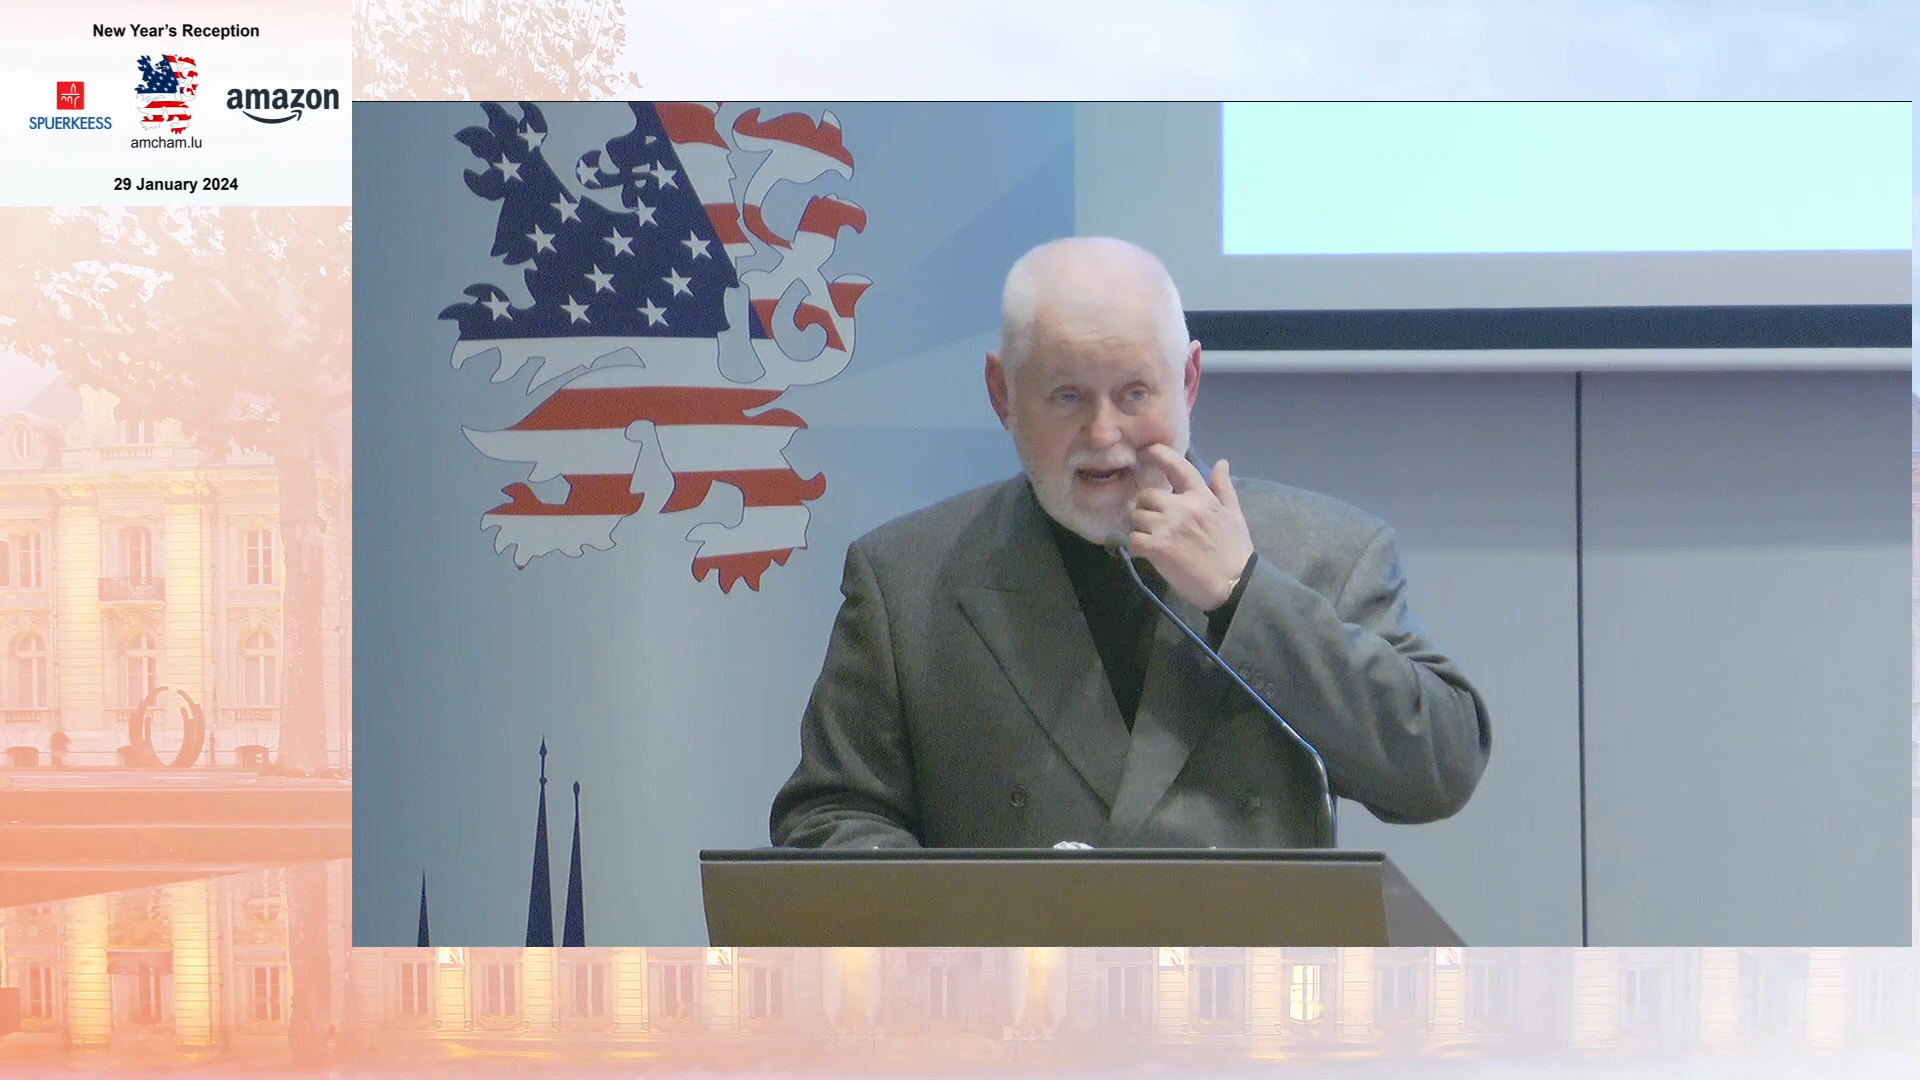 New Year's Reception
SPUERKEESS
amcham.lu
amazon
29 January 2024